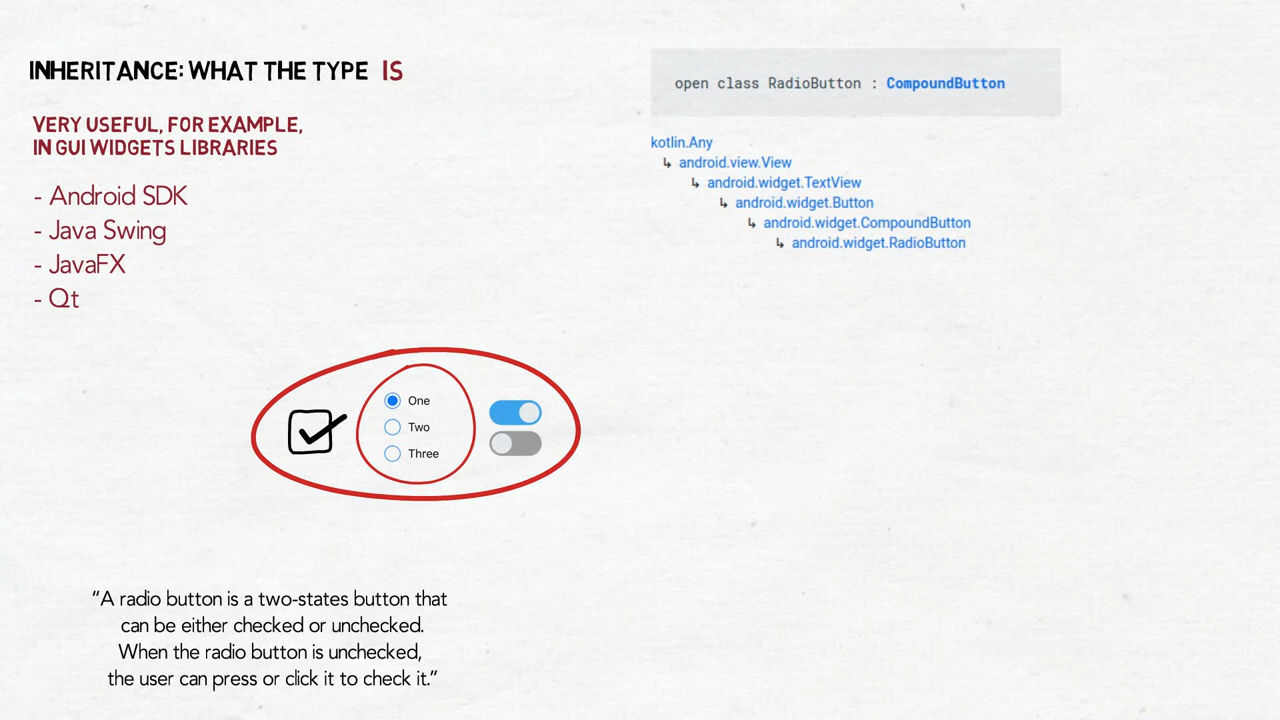 INHERITANCE: WHAT THE TYPE IS
VERY USEFUL, FOR EXAMPLE,
IN GUI WIDGETS LIBRARIES
- Android SDK
- Java Swing
- JavaFX
- Qt
One
Two
Three
“A radio button is a two-states button that
can be either checked or unchecked.
When the radio button is unchecked,
the user can press or click it to check it.”
open class RadioButton : CompoundButton
kotlin.Any
↳ android.view.View
↳ android.widget.TextView
↳ android.widget.Button
↳ android.widget.CompoundButton
↳ android.widget.RadioButton